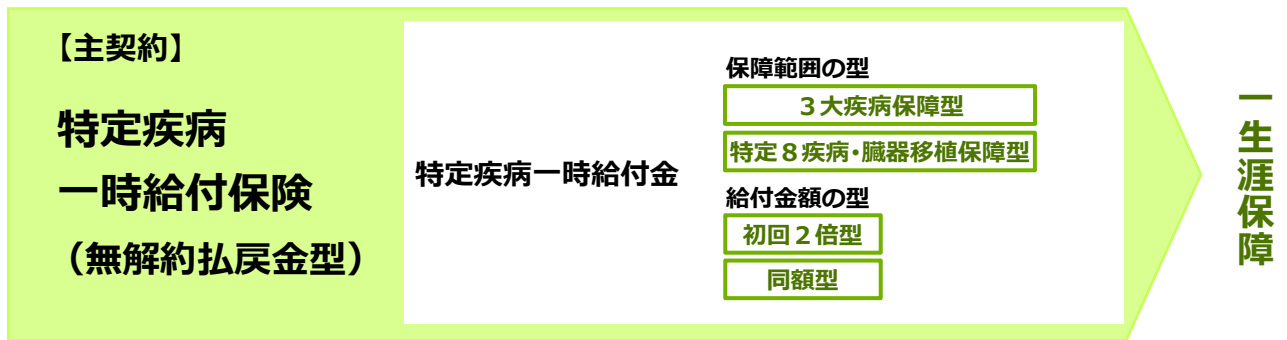 【主契約】
特定疾病
一時給付保険
（無解約払戻金型）
特定疾病一時給付金
保障範囲の型
３大疾病保障型
特定８疾病・臓器移植保障型
給付金額の型
初回２倍型
同額型
一生涯保障